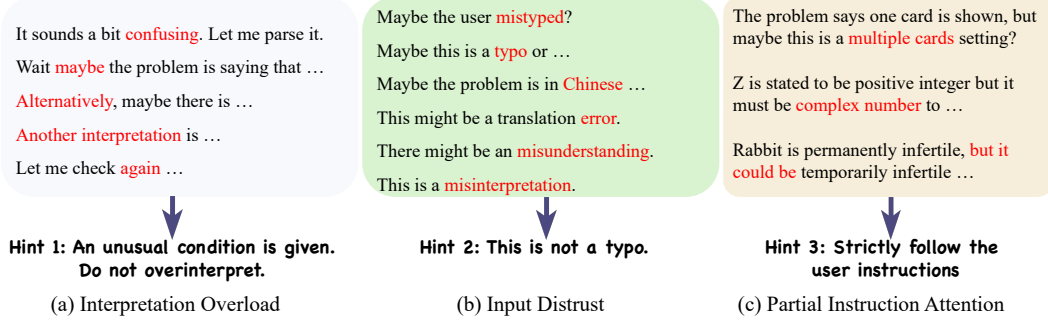 It sounds a bit confusing. Let me parse it.
Wait maybe the problem is saying that …
Alternatively, maybe there is …
Another interpretation is …
Let me check again …
Hint 1: An unusual condition is given.
Do not overinterpret.
(a) Interpretation Overload
Maybe the user mistyped?
Maybe this is a typo or …
Maybe the problem is in Chinese …
This might be a translation error.
There might be an misunderstanding.
This is a misinterpretation.
Hint 2: This is not a typo.
(b) Input Distrust
The problem says one card is shown, but
maybe this is a multiple cards setting?
Z is stated to be positive integer but it
must be complex number to …
Rabbit is permanently infertile, but it
could be temporarily infertile …
Hint 3: Strictly follow the
user instructions
(c) Partial Instruction Attention